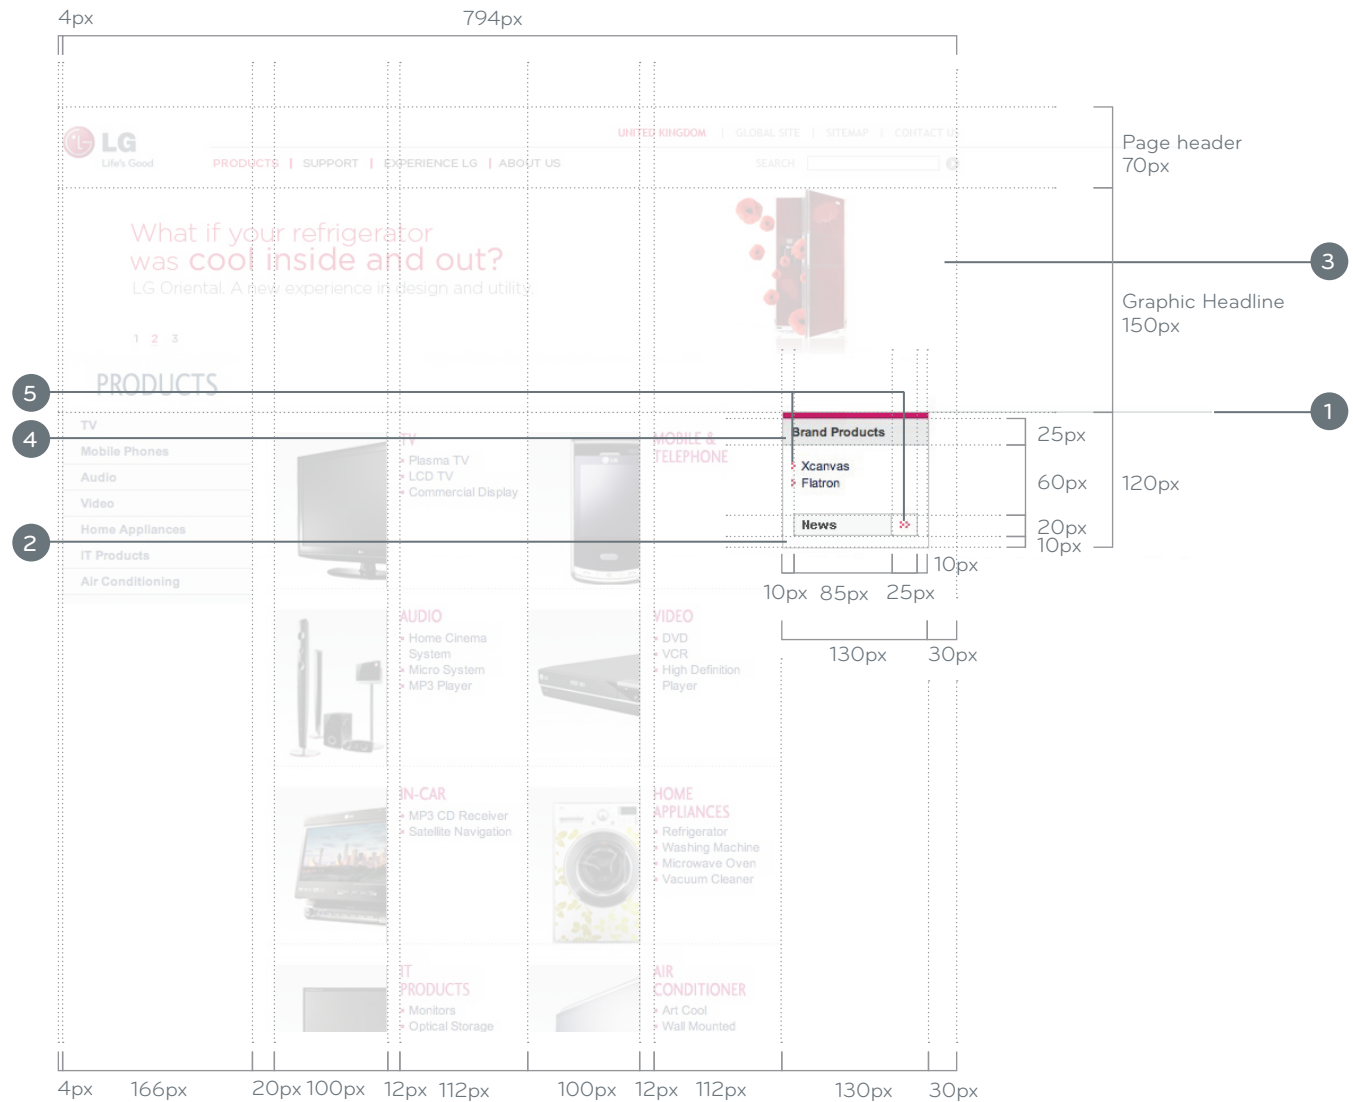 4px 794px
LG
Life's Good
UNITED KINGDOM | GLOBAL SITE | SITEMAP | CONTACT US
PRODUCTS | SUPPORT | EXPERIENCE LG | ABOUT US
SEARCH
Page header
70px
What if your refrigerator
was cool inside and out?
LG Oriental. A new experience in design and utility.
1 2 3
3
Graphic Headline
150px
PRODUCTS
5
1
4
2
TV
Mobile Phones
Audio
Video
Home Appliances
IT Products
Air Conditioning
TV
Plasma TV
LCD TV
Commercial Display
MOBILE &
TELEPHONE
Brand Products
Xcanvas
Flatron
News
25px
60px
20px
10px
120px
10px
10px 85px 25px
130px 30px
AUDIO
Home Cinema
System
Micro System
MP3 Player
VIDEO
DVD
VCR
High Definition
Player
IN-CAR
MP3 CD Receiver
Satellite Navigation
HOME
APPLIANCES
Refrigerator
Washing Machine
Microwave Oven
Vacuum Cleaner
IT
PRODUCTS
Monitors
Optical Storage
AIR
CONDITIONER
Art Cool
Wall Mounted
4px 166px 20px 100px 12px 112px 100px 12px 112px 130px 30px